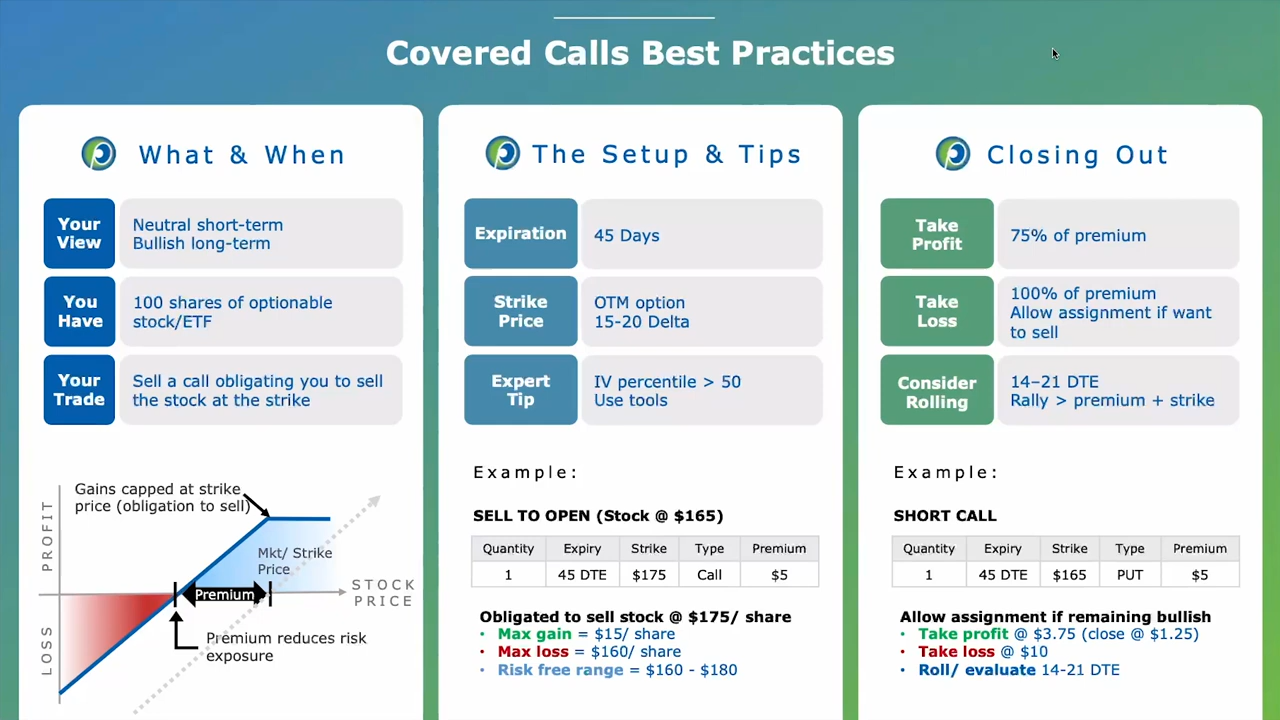 Covered Calls Best Practices
What & When
Your
View
Neutral short-term
Bullish long-term
You
Have
100 shares of optionable
stock/ETF
Your
Trade
Sell a call obligating you to sell
the stock at the strike
Gains capped at strike
price (obligation to sell)
PROFIT
LOSS
Mkt/ Strike
Price
Premium
STOCK
PRICE
Premium reduces risk
exposure
The Setup & Tips
Expiration
45 Days
Strike
Price
OTM option
15-20 Delta
Expert
Tip
IV percentile > 50
Use tools
Example:
SELL TO OPEN (Stock @ $165)
Quantity Expiry Strike Type Premium
1 45 DTE $175 Call $5
Obligated to sell stock @ $175/ share
• Max gain = $15/ share
• Max loss = $160/ share
• Risk free range = $160 - $180
Closing Out
Take
Profit
75% of premium
Take
Loss
100% of premium
Allow assignment if want
to sell
Consider
Rolling
14–21 DTE
Rally > premium + strike
Example:
SHORT CALL
Quantity Expiry Strike Type Premium
1 45 DTE $165 PUT $5
Allow assignment if remaining bullish
• Take profit @ $3.75 (close @ $1.25)
• Take loss @ $10
• Roll/ evaluate 14-21 DTE